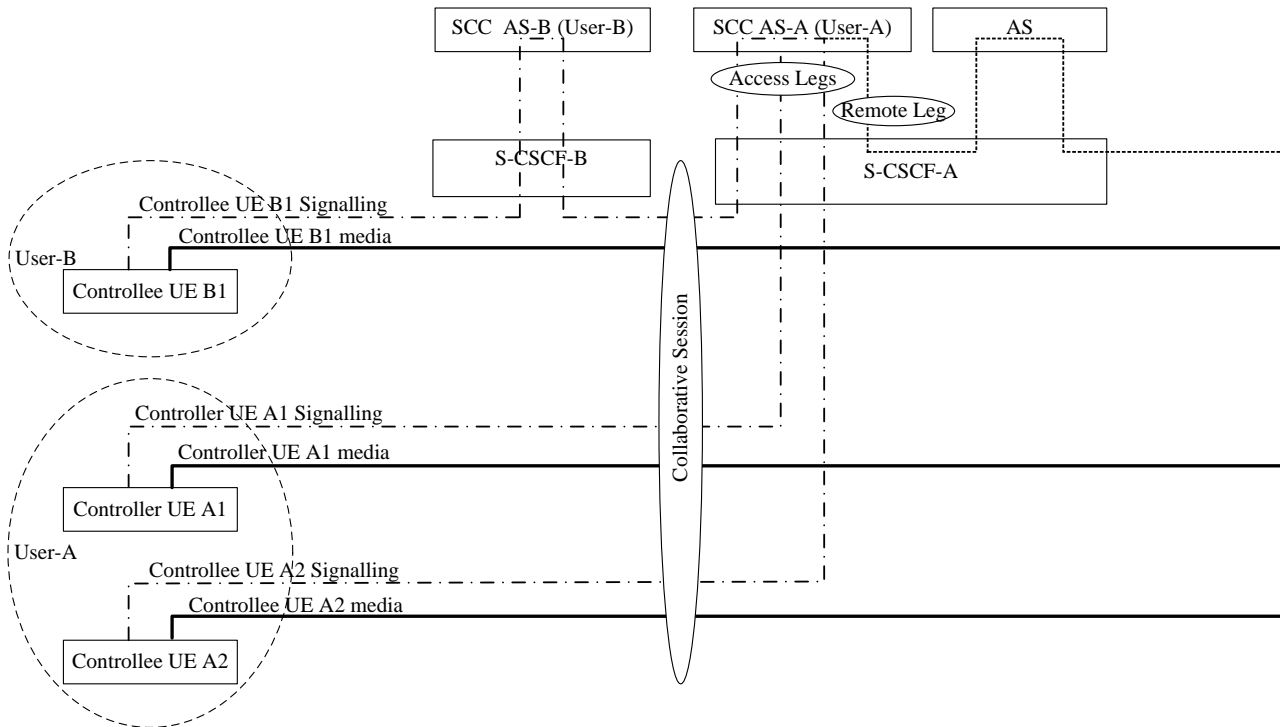 SCC AS-B (User-B)
SCC AS-A (User-A)
AS
Access Legs
Remote Leg
S-CSCF-B
S-CSCF-A
Controllee UE B1 Signalling
Controllee UE B1 media
User-B
Controllee UE B1
Collaborative Session
Controller UE A1 Signalling
Controller UE A1 media
Controller UE A1
User-A
Controllee UE A2 Signalling
Controllee UE A2 media
Controllee UE A2